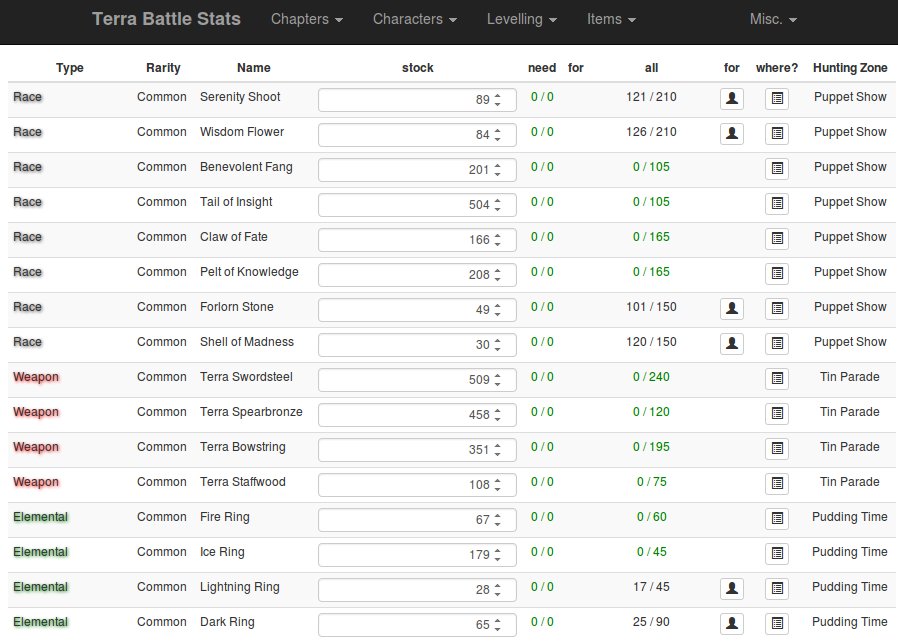 Terra Battle Stats Chapters Characters Levelling Items Misc.
Type Rarity Name stock need for all for where? Hunting Zone
Race Common Serenity Shoot 89 0 / 0 121 / 210 Puppet Show
Race Common Wisdom Flower 84 0 / 0 126 / 210 Puppet Show
Race Common Benevolent Fang 201 0 / 0 0 / 105 Puppet Show
Race Common Tail of Insight 504 0 / 0 0 / 105 Puppet Show
Race Common Claw of Fate 166 0 / 0 0 / 165 Puppet Show
Race Common Pelt of Knowledge 208 0 / 0 0 / 165 Puppet Show
Race Common Forlorn Stone 49 0 / 0 101 / 150 Puppet Show
Race Common Shell of Madness 30 0 / 0 120 / 150 Puppet Show
Weapon Common Terra Swordsteel 509 0 / 0 0 / 240 Tin Parade
Weapon Common Terra Spearbronze 458 0 / 0 0 / 120 Tin Parade
Weapon Common Terra Bowstring 351 0 / 0 0 / 195 Tin Parade
Weapon Common Terra Staffwood 108 0 / 0 0 / 75 Tin Parade
Elemental Common Fire Ring 67 0 / 0 0 / 60 Pudding Time
Elemental Common Ice Ring 179 0 / 0 0 / 45 Pudding Time
Elemental Common Lightning Ring 28 0 / 0 17 / 45 Pudding Time
Elemental Common Dark Ring 65 0 / 0 25 / 90 Pudding Time